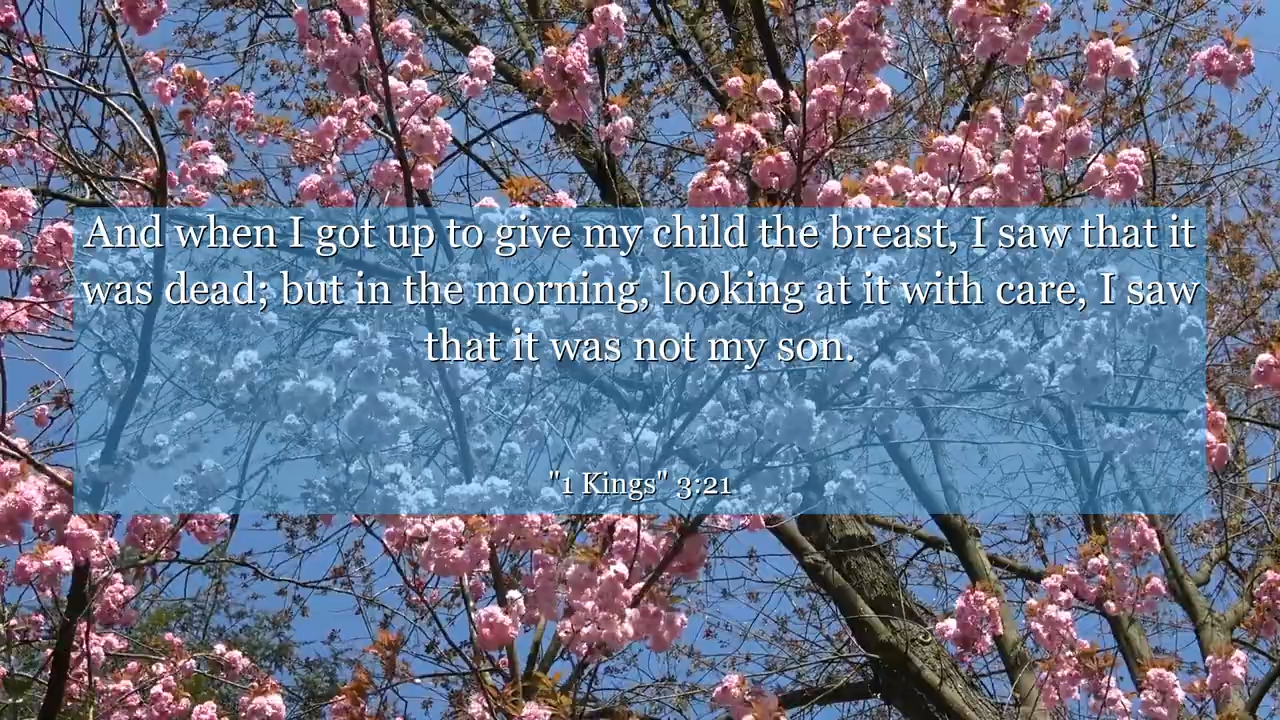 And when I got up to give my child the breast, I saw that it
was dead; but in the morning, looking at it with care, I saw
that it was not my son.
"1 Kings" 3:21